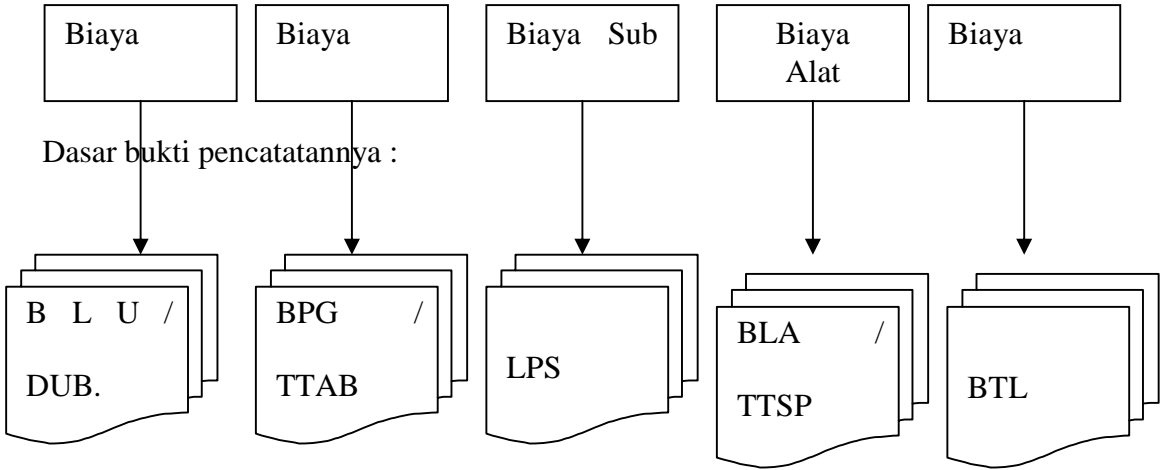 Biaya
Biaya
Biaya Sub
Biaya
Alat
Biaya
Dasar bukti pencatatannya :
B L U /
DUB.
BPG /
TTAB
LPS
BLA /
TTSP
BTL